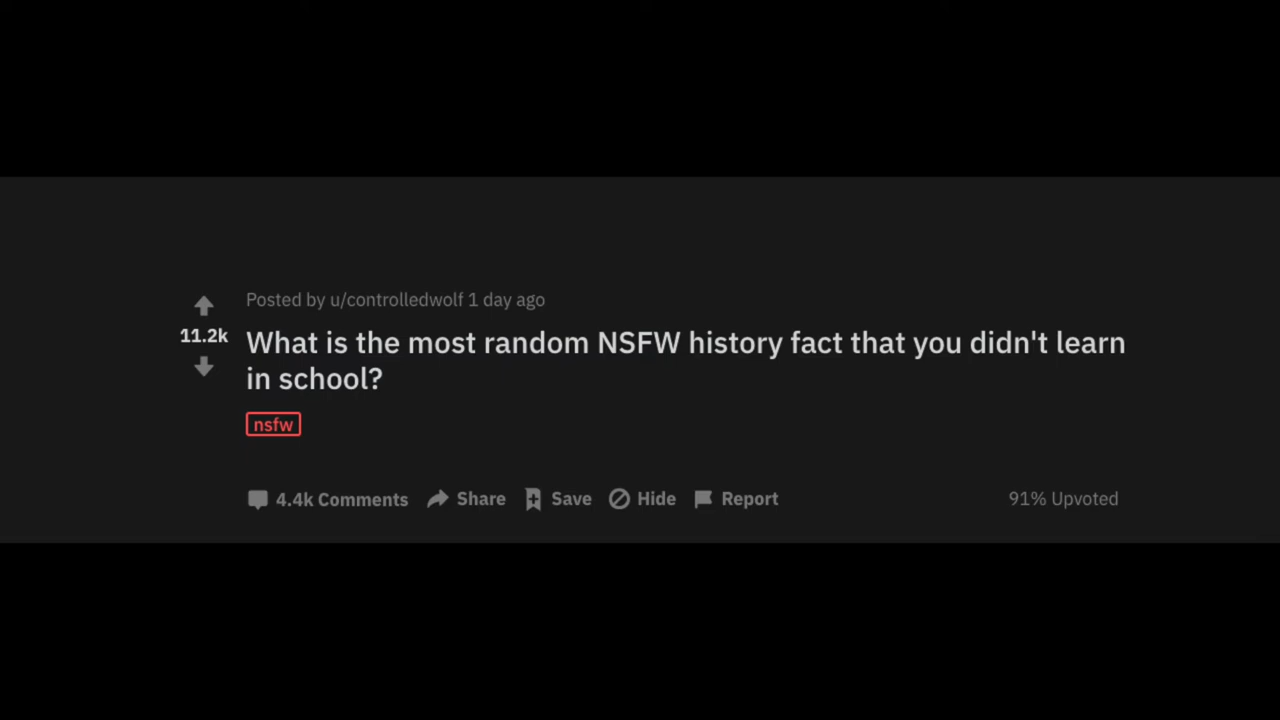 Posted by u/controlledwolf 1 day ago
11.2k
What is the most random NSFW history fact that you didn't learn
in school?
nsfw
4.4k Comments Share Save Hide Report 91% Upvoted